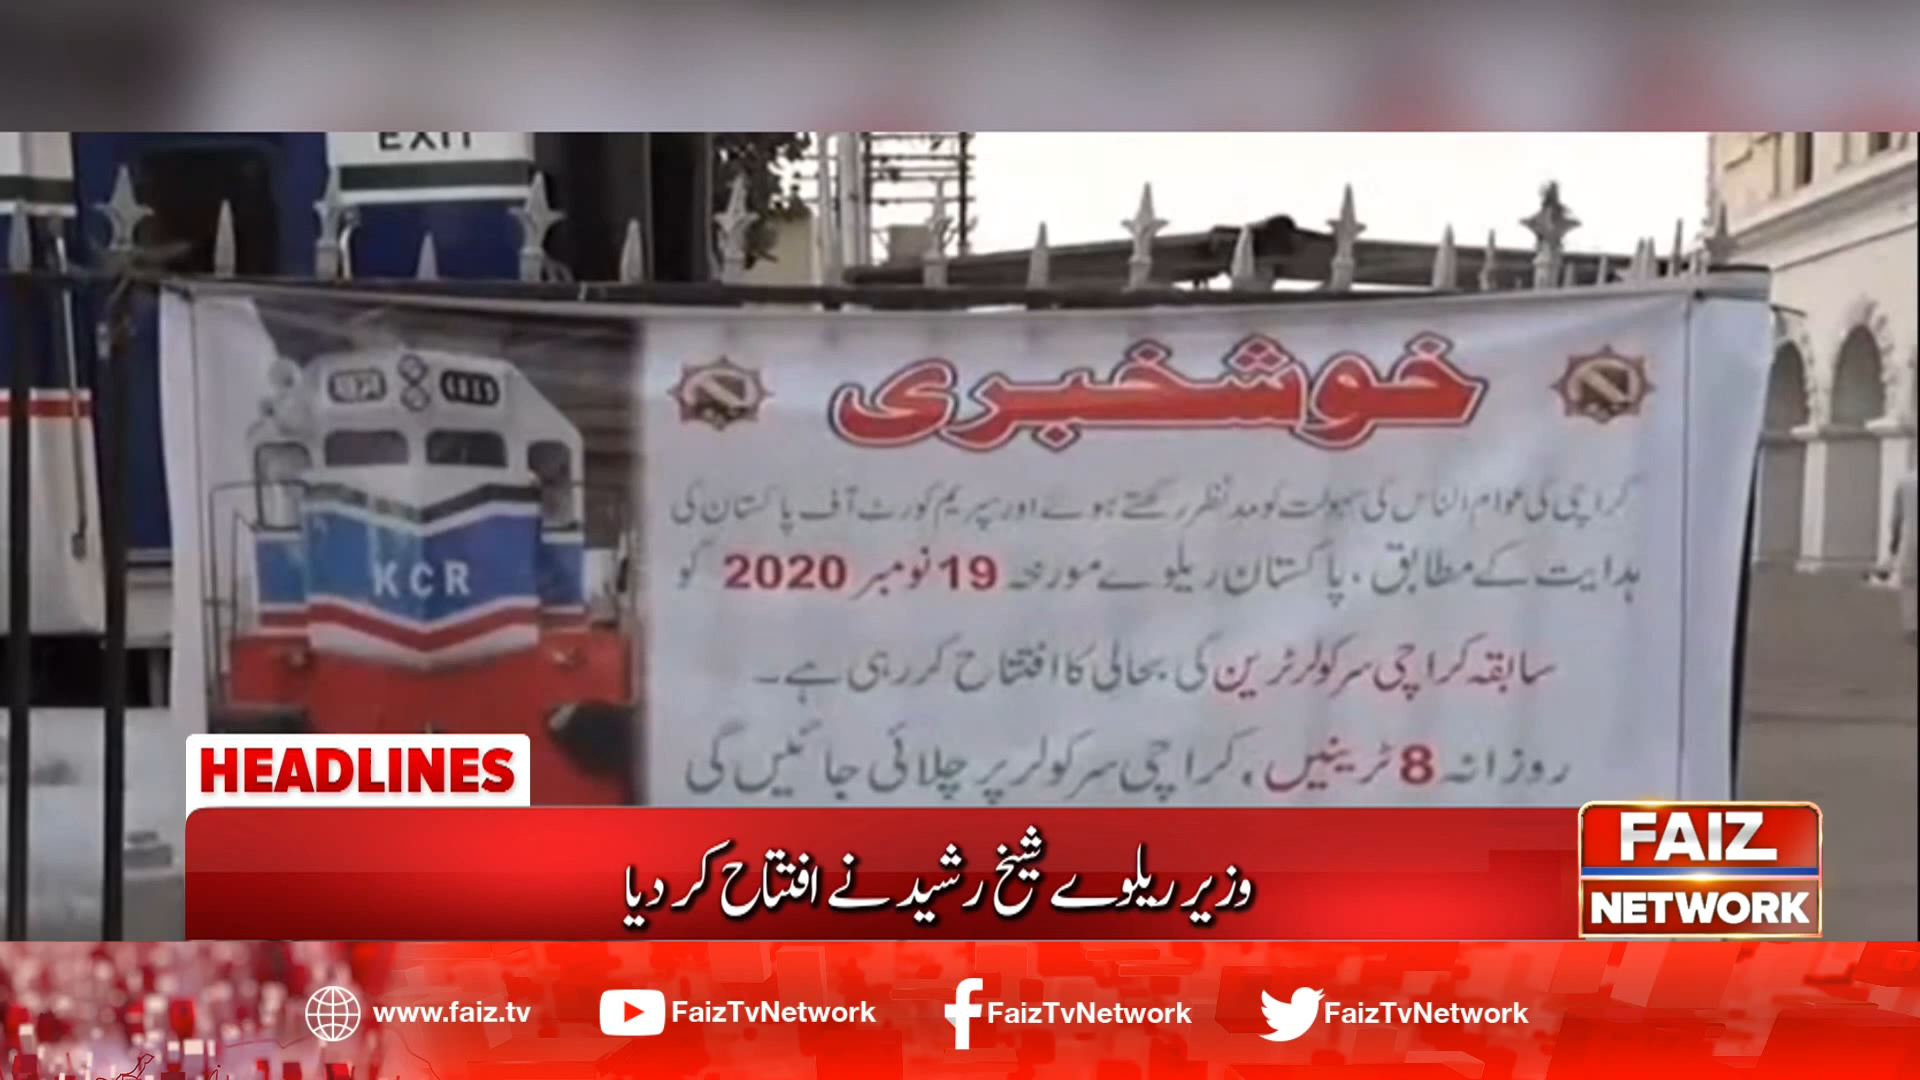 EXIT
خوشخبری
کراچی کی عوام الناس کی سہولت کو مدنظر رکھتے ہوئے اور سپریم کورٹ آف پاکستان کی
ہدایت کے مطابق، پاکستان ریلوے مورخہ 19 نومبر 2020 کو
سابقہ کراچی سرکولر ٹرین کی بحالی کا افتتاح کر رہی ہے۔
روزانہ 8 ٹرینیں، کراچی سرکولر پر چلائی جائیں گی
KCR
HEADLINES
وزیر ریلوے شیخ رشید نے افتتاح کر دیا
FAIZ
NETWORK
www.faiz.tv
FaizTvNetwork
FaizTvNetwork
FaizTvNetwork